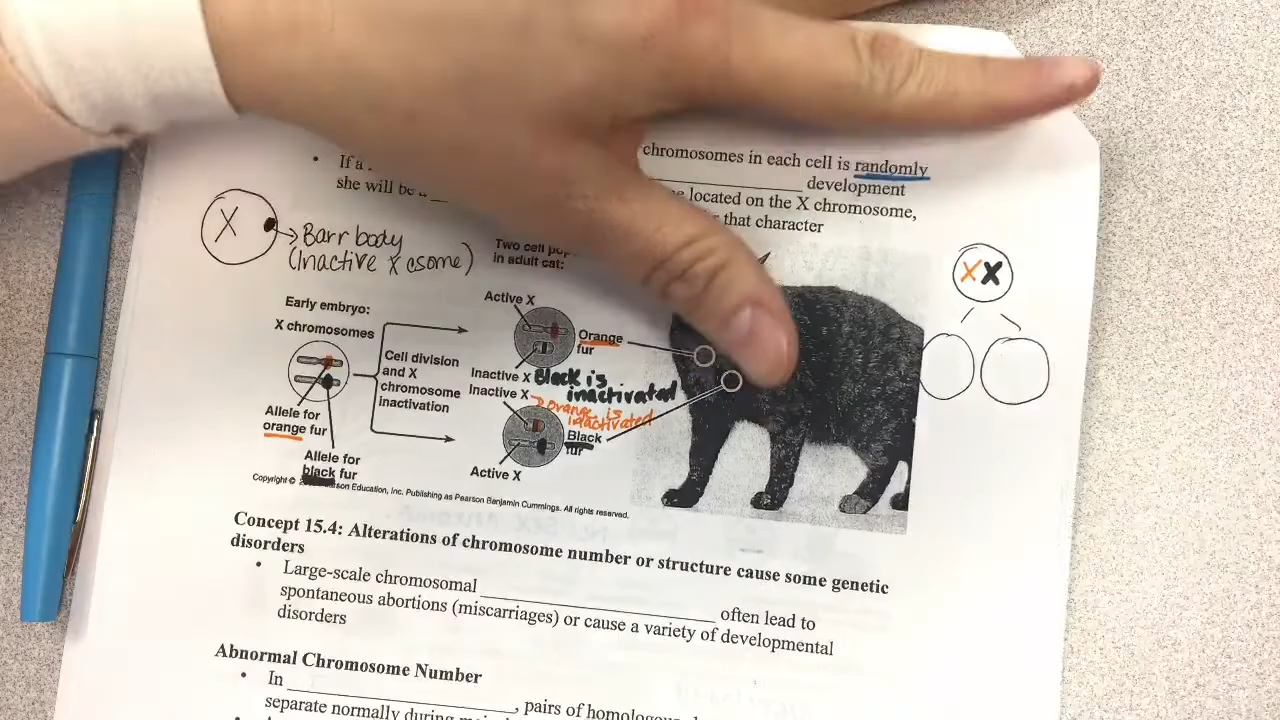 chromosomes in each cell is randomly
If a
development
she will be a
located on the X chromosome,
that character
X
Barr body
(Inactive X csome)
Two cell
in adult cat:
X X
Early embryo:
X chromosomes
Active X
Orange
fur
Cell division
and X
chromosome
inactivation
Inactive X Black is
inactivated
Inactive X → orange is
inactivated
Allele for
orange fur
Black
fur
Allele for
black fur
Active X
Copyright © Pearson Education, Inc. Publishing as Pearson Benjamin Cummings. All rights reserved.
Concept 15.4: Alterations of chromosome number or structure cause some genetic
disorders
• Large-scale chromosomal ____________ often lead to
spontaneous abortions (miscarriages) or cause a variety of developmental
disorders
Abnormal Chromosome Number
• In ____________, pairs of homologous
separate normally during